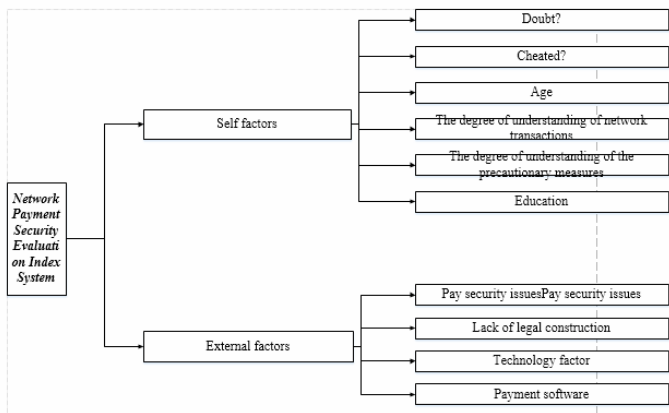 Doubt?
Cheated?
Age
The degree of understanding of network
transactions
The degree of understanding of the
precautionary measures
Education
Self factors
Network
Payment
Security
Evaluati
on Index
System
External factors
Pay security issuesPay security issues
Lack of legal construction
Technology factor
Payment software